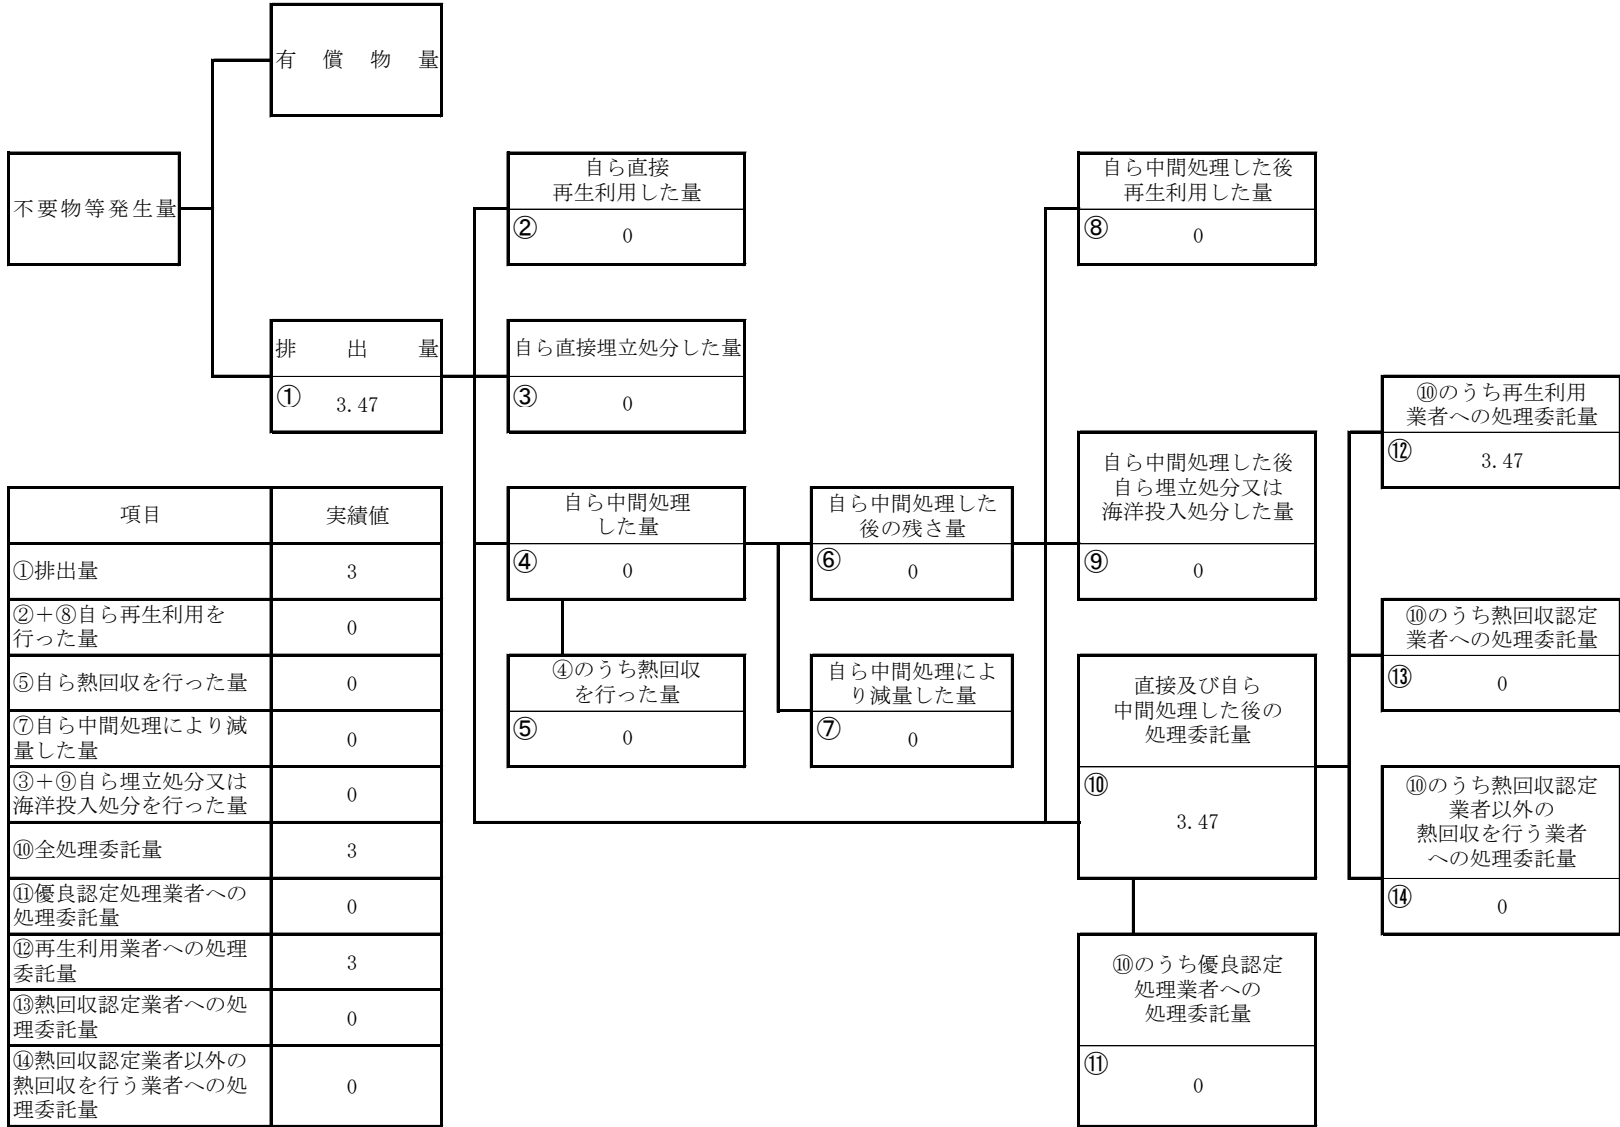 有償物量
不要物等発生量
排出量
① 3.47
自ら直接
再生利用した量
② 0
自ら直接埋立処分した量
③ 0
自ら中間処理
した量
④ 0
④のうち熱回収
を行った量
⑤ 0
自ら中間処理した
後の残さ量
⑥ 0
自ら中間処理によ
り減量した量
⑦ 0
自ら中間処理した後
再生利用した量
⑧ 0
自ら中間処理した後
自ら埋立処分又は
海洋投入処分した量
⑨ 0
直接及び自ら
中間処理した後の
処理委託量
⑩
3.47
⑩のうち優良認定
処理業者への
処理委託量
⑪
0
⑩のうち再生利用
業者への処理委託量
⑫ 3.47
⑩のうち熱回収認定
業者への処理委託量
⑬ 0
⑩のうち熱回収認定
業者以外の
熱回収を行う業者
への処理委託量
⑭ 0
項目 実績値
①排出量 3
②＋⑧自ら再生利用を
行った量 0
⑤自ら熱回収を行った量 0
⑦自ら中間処理により減
量した量 0
③＋⑨自ら埋立処分又は
海洋投入処分を行った量 0
⑩全処理委託量 3
⑪優良認定処理業者への
処理委託量 0
⑫再生利用業者への処理
委託量 3
⑬熱回収認定業者への処
理委託量 0
⑭熱回収認定業者以外の
熱回収を行う業者への処
理委託量 0